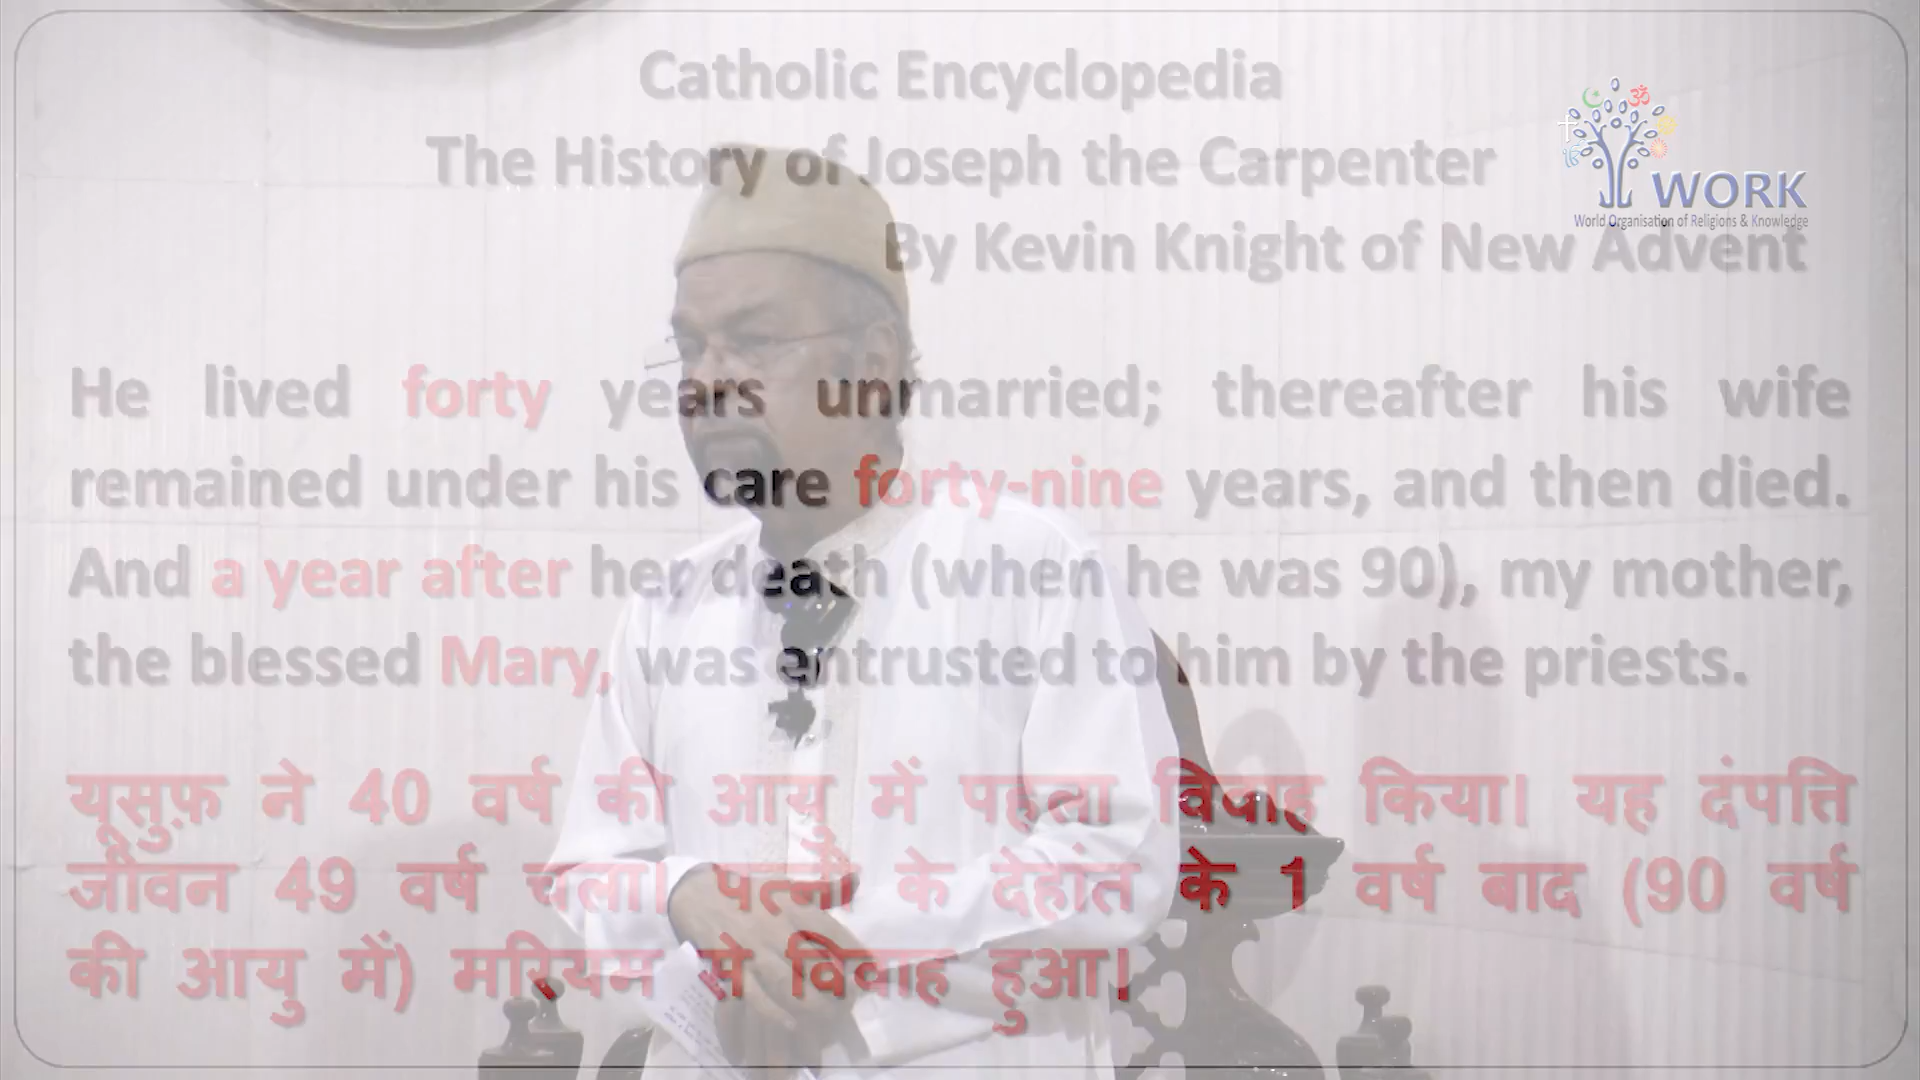 Catholic Encyclopedia
The History of Joseph the Carpenter
By Kevin Knight of New Advent
WORK
World Organisation of Religions & Knowledge
He lived forty years unmarried; thereafter his wife
remained under his care forty-nine years, and then died.
And a year after her death (when he was 90), my mother,
the blessed Mary, was entrusted to him by the priests.
यूसुफ़ ने 40 वर्ष की आयु में पहला विवाह किया। यह दंपत्ति
जीवन 49 वर्ष चला। पत्नी के देहांत के 1 वर्ष बाद (90 वर्ष
की आयु में) मरियम से विवाह हुआ।